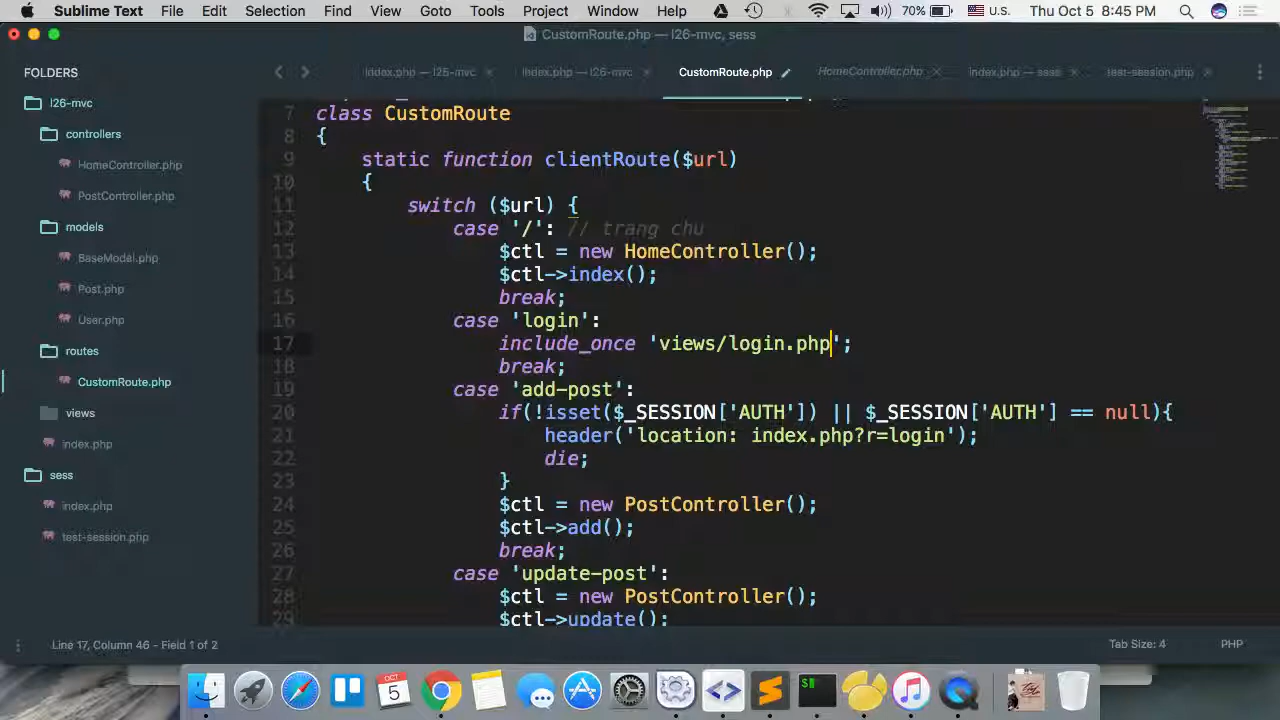 Sublime Text File Edit Selection Find View Goto Tools Project Window Help 70% U.S. Thu Oct 5 8:45 PM
CustomRoute.php — l26-mvc, sess
FOLDERS
index.php — l25-mvc × index.php — l26-mvc × CustomRoute.php HomeController.php × index.php — sess × test-session.php ×
l26-mvc
controllers
HomeController.php
PostController.php
models
BaseModel.php
Post.php
User.php
routes
CustomRoute.php
views
index.php
sess
index.php
test-session.php
7 class CustomRoute
8 {
9 static function clientRoute($url)
10 {
11 switch ($url) {
12 case '/': // trang chu
13 $ctl = new HomeController();
14 $ctl->index();
15 break;
16 case 'login':
17 include_once 'views/login.php';
18 break;
19 case 'add-post':
20 if(!isset($_SESSION['AUTH']) || $_SESSION['AUTH'] == null){
21 header('location: index.php?r=login');
22 die;
23 }
24 $ctl = new PostController();
25 $ctl->add();
26 break;
27 case 'update-post':
28 $ctl = new PostController();
29 $ctl->update();
Line 17, Column 46 - Field 1 of 2 Tab Size: 4 PHP
OCT
5
$